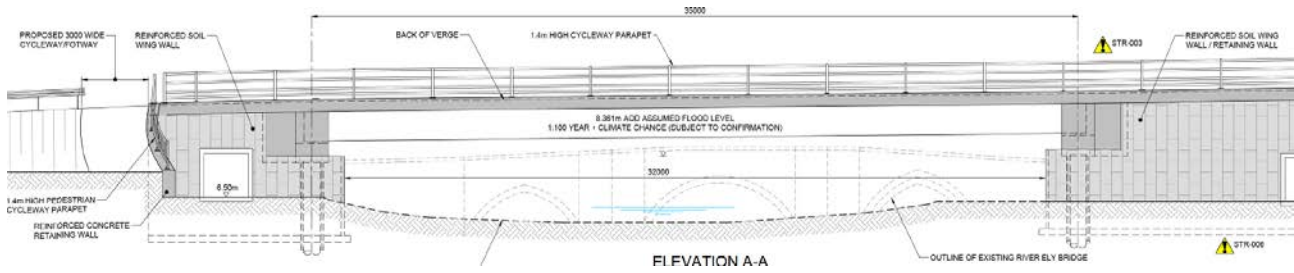 35000
PROPOSED 3000 WIDE
CYCLEWAY/FOTWAY
REINFORCED SOIL
WING WALL
BACK OF VERGE
1.4m HIGH CYCLEWAY PARAPET
STR-003
REINFORCED SOIL WING
WALL / RETAINING WALL
8.361m AOD ASSUMED FLOOD LEVEL
1:100 YEAR + CLIMATE CHANGE (SUBJECT TO CONFIRMATION)
32000
6.50m
1.4m HIGH PEDESTRIAN
CYCLEWAY PARAPET
REINFORCED CONCRETE
RETAINING WALL
ELEVATION A-A
OUTLINE OF EXISTING RIVER ELY BRIDGE
STR-006